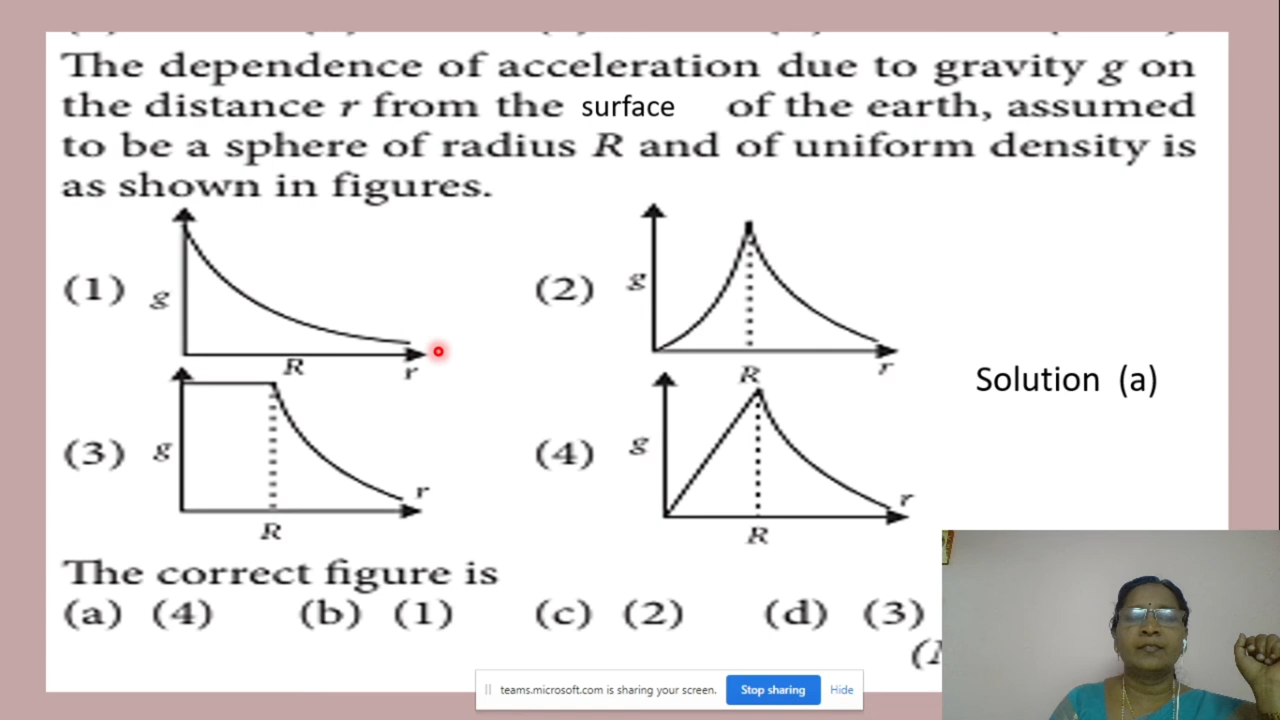 The dependence of acceleration due to gravity g on
the distance r from the surface of the earth, assumed
to be a sphere of radius R and of uniform density is
as shown in figures.
(1) g R r
(2) g R r
(3) g R r
(4) g R r
Solution (a)
The correct figure is
(a) (4) (b) (1) (c) (2) (d) (3)
teams.microsoft.com is sharing your screen. Stop sharing Hide